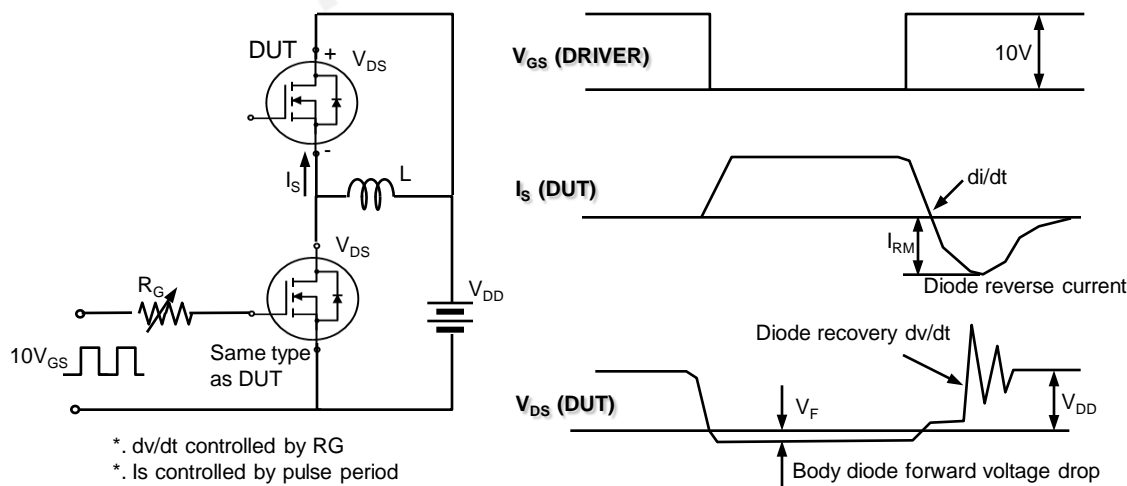 DUT
+
V_DS
-
I_S
L
V_DS
R_G
V_DD
10V_GS
Same type
as DUT
*. dv/dt controlled by RG
*. Is controlled by pulse period
V_GS (DRIVER)
10V
I_S (DUT)
di/dt
I_RM
Diode reverse current
Diode recovery dv/dt
V_DS (DUT)
V_F
V_DD
Body diode forward voltage drop